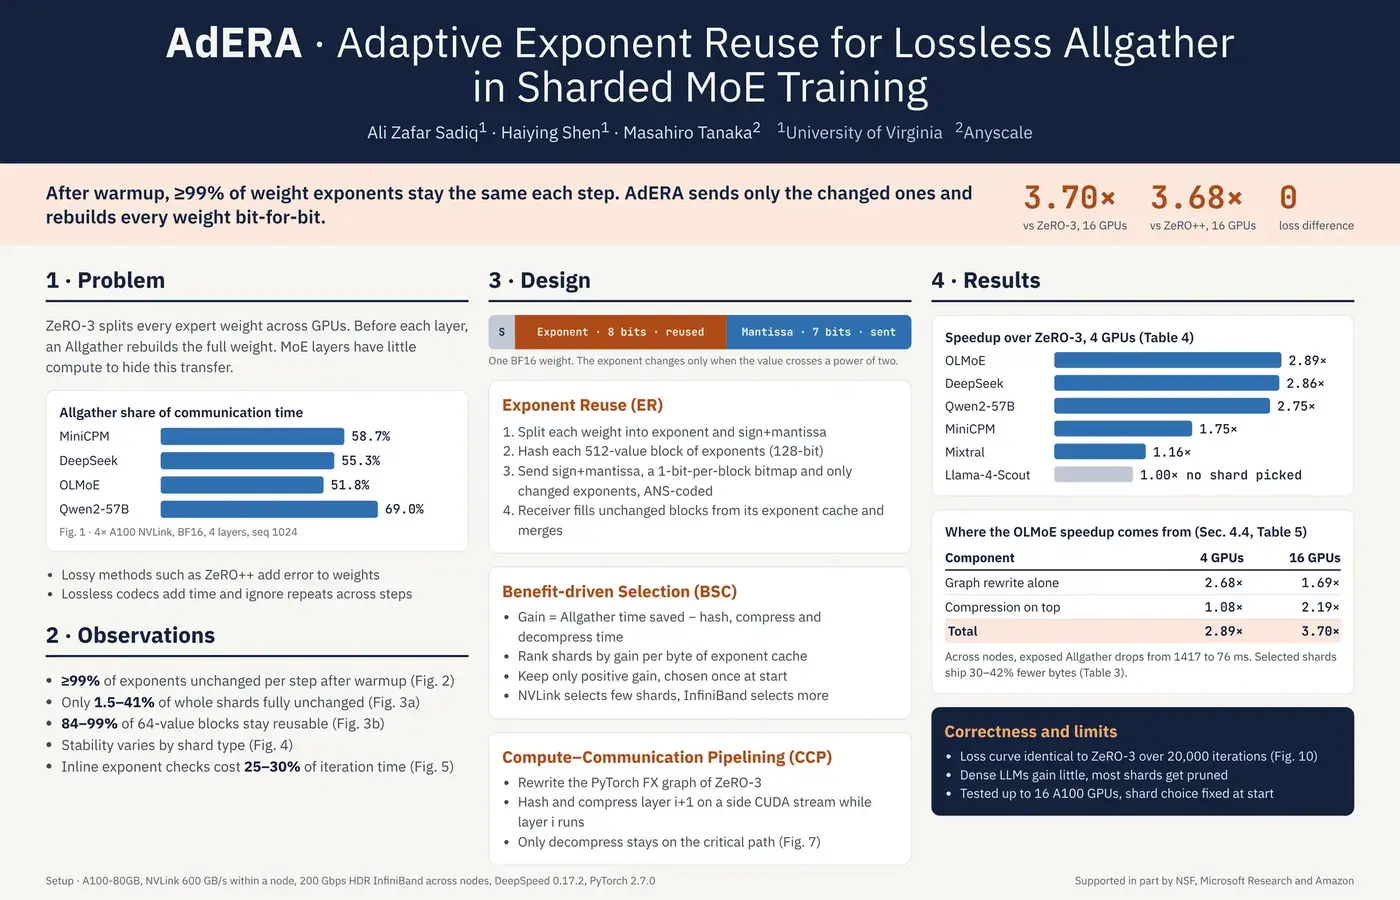 AdERA · Adaptive Exponent Reuse for Lossless Allgather
in Sharded MoE Training
Ali Zafar Sadiq¹ · Haiying Shen¹ · Masahiro Tanaka² ¹University of Virginia ²Anyscale
After warmup, ≥99% of weight exponents stay the same each step. AdERA sends only the changed ones and
rebuilds every weight bit-for-bit.
3.70×
vs ZeRO-3, 16 GPUs
3.68×
vs ZeRO++, 16 GPUs
0
loss difference
1 · Problem
ZeRO-3 splits every expert weight across GPUs. Before each layer,
an Allgather rebuilds the full weight. MoE layers have little
compute to hide this transfer.
Allgather share of communication time
MiniCPM 58.7%
DeepSeek 55.3%
OLMoE 51.8%
Qwen2-57B 69.0%
Fig. 1 · 4× A100 NVLink, BF16, 4 layers, seq 1024
• Lossy methods such as ZeRO++ add error to weights
• Lossless codecs add time and ignore repeats across steps
2 · Observations
• ≥99% of exponents unchanged per step after warmup (Fig. 2)
• Only 1.5–41% of whole shards fully unchanged (Fig. 3a)
• 84–99% of 64-value blocks stay reusable (Fig. 3b)
• Stability varies by shard type (Fig. 4)
• Inline exponent checks cost 25–30% of iteration time (Fig. 5)
3 · Design
S Exponent · 8 bits · reused Mantissa · 7 bits · sent
One BF16 weight. The exponent changes only when the value crosses a power of two.
Exponent Reuse (ER)
1. Split each weight into exponent and sign+mantissa
2. Hash each 512-value block of exponents (128-bit)
3. Send sign+mantissa, a 1-bit-per-block bitmap and only
changed exponents, ANS-coded
4. Receiver fills unchanged blocks from its exponent cache and
merges
Benefit-driven Selection (BSC)
• Gain = Allgather time saved − hash, compress and
decompress time
• Rank shards by gain per byte of exponent cache
• Keep only positive gain, chosen once at start
• NVLink selects few shards, InfiniBand selects more
Compute–Communication Pipelining (CCP)
• Rewrite the PyTorch FX graph of ZeRO-3
• Hash and compress layer i+1 on a side CUDA stream while
layer i runs
• Only decompress stays on the critical path (Fig. 7)
4 · Results
Speedup over ZeRO-3, 4 GPUs (Table 4)
OLMoE 2.89×
DeepSeek 2.86×
Qwen2-57B 2.75×
MiniCPM 1.75×
Mixtral 1.16×
Llama-4-Scout 1.00× no shard picked
Where the OLMoE speedup comes from (Sec. 4.4, Table 5)
Component 4 GPUs 16 GPUs
Graph rewrite alone 2.68× 1.69×
Compression on top 1.08× 2.19×
Total 2.89× 3.70×
Across nodes, exposed Allgather drops from 1417 to 76 ms. Selected shards
ship 30–42% fewer bytes (Table 3).
Correctness and limits
• Loss curve identical to ZeRO-3 over 20,000 iterations (Fig. 10)
• Dense LLMs gain little, most shards get pruned
• Tested up to 16 A100 GPUs, shard choice fixed at start
Setup · A100-80GB, NVLink 600 GB/s within a node, 200 Gbps HDR InfiniBand across nodes, DeepSpeed 0.17.2, PyTorch 2.7.0
Supported in part by NSF, Microsoft Research and Amazon